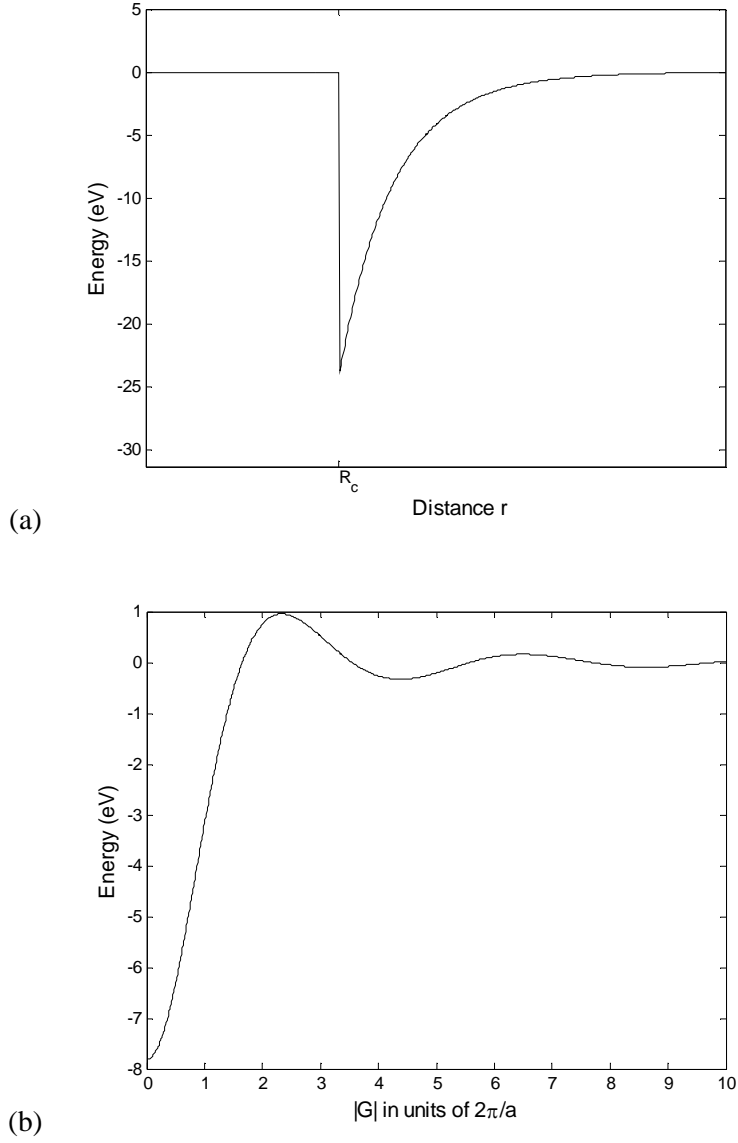 5
0
-5
-10
-15
-20
-25
-30
Energy (eV)
R_c
Distance r
(a)
1
0
-1
-2
-3
-4
-5
-6
-7
-8
Energy (eV)
0 1 2 3 4 5 6 7 8 9 10
|G| in units of 2π/a
(b)